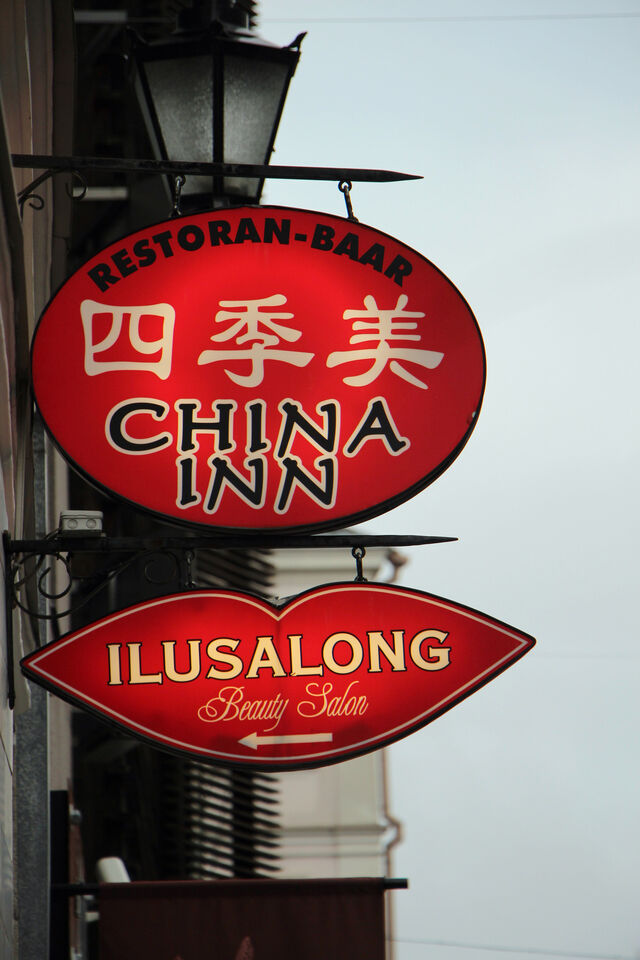 RESTORAN-BAAR
四季美
CHINA
INN
ILUSALONG
Beauty Salon